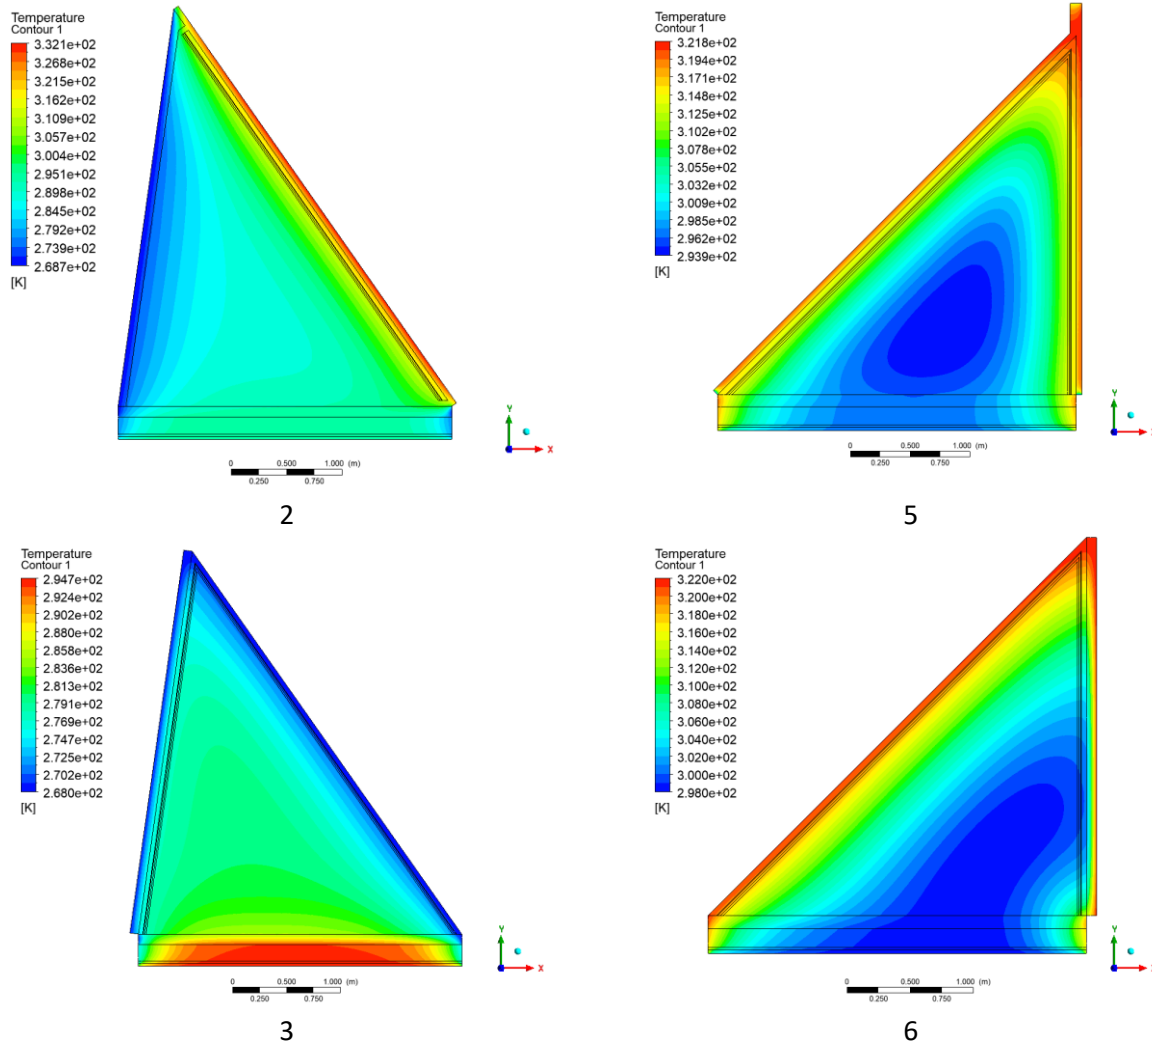 Temperature
Contour 1
3.321e+02
3.268e+02
3.215e+02
3.162e+02
3.109e+02
3.057e+02
3.004e+02
2.951e+02
2.898e+02
2.845e+02
2.792e+02
2.739e+02
2.687e+02
[K]
Y
X
0 0.500 1.000 (m)
0.250 0.750
2
Temperature
Contour 1
3.218e+02
3.194e+02
3.171e+02
3.148e+02
3.125e+02
3.102e+02
3.078e+02
3.055e+02
3.032e+02
3.009e+02
2.985e+02
2.962e+02
2.939e+02
[K]
Y
0 0.500 1.000 (m)
0.250 0.750
5
Temperature
Contour 1
2.947e+02
2.924e+02
2.902e+02
2.880e+02
2.858e+02
2.836e+02
2.813e+02
2.791e+02
2.769e+02
2.747e+02
2.725e+02
2.702e+02
2.680e+02
[K]
Y
X
0 0.500 1.000 (m)
0.250 0.750
3
Temperature
Contour 1
3.220e+02
3.200e+02
3.180e+02
3.160e+02
3.140e+02
3.120e+02
3.100e+02
3.080e+02
3.060e+02
3.040e+02
3.020e+02
3.000e+02
2.980e+02
[K]
Y
0 0.500 1.000 (m)
0.250 0.750
6